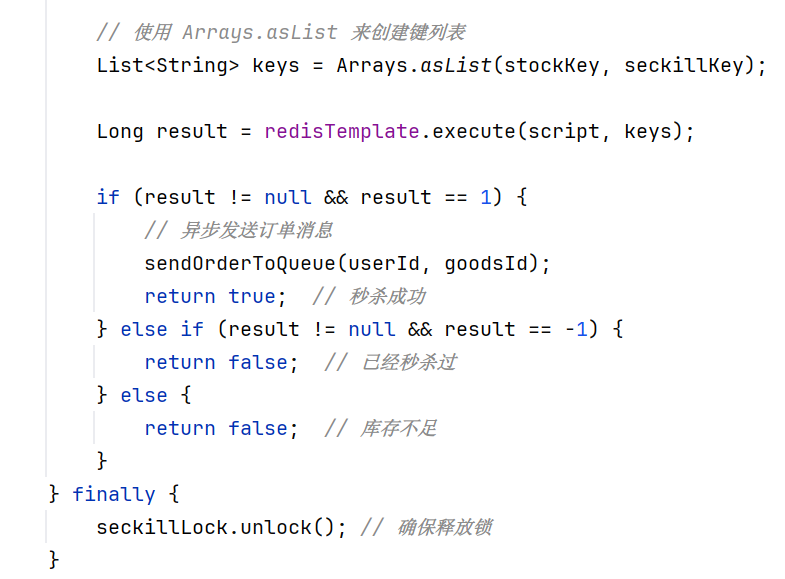 // 使用 Arrays.asList 来创建键列表
List<String> keys = Arrays.asList(stockKey, seckillKey);
Long result = redisTemplate.execute(script, keys);
if (result != null && result == 1) {
// 异步发送订单消息
sendOrderToQueue(userId, goodsId);
return true;  // 秒杀成功
} else if (result != null && result == -1) {
return false;  // 已经秒杀过
} else {
return false;  // 库存不足
}
} finally {
seckillLock.unlock(); // 确保释放锁
}